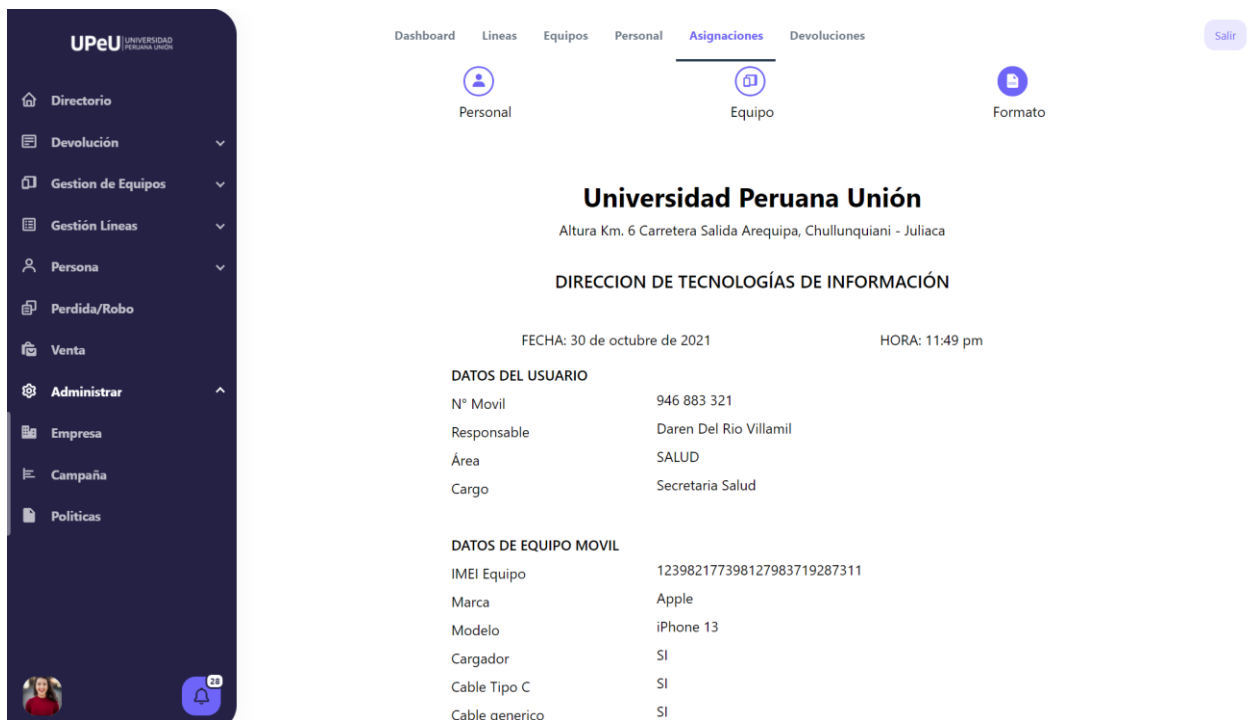 UPeU UNIVERSIDAD
PERUANA UNIÓN
Directorio
Devolución
Gestion de Equipos
Gestión Líneas
Persona
Perdida/Robo
Venta
Administrar
Empresa
Campaña
Politicas
28
Dashboard Lineas Equipos Personal Asignaciones Devoluciones
Salir
Personal Equipo Formato
Universidad Peruana Unión
Altura Km. 6 Carretera Salida Arequipa, Chullunquiani - Juliaca
DIRECCION DE TECNOLOGÍAS DE INFORMACIÓN
FECHA: 30 de octubre de 2021 HORA: 11:49 pm
DATOS DEL USUARIO
N° Movil 946 883 321
Responsable Daren Del Rio Villamil
Área SALUD
Cargo Secretaria Salud
DATOS DE EQUIPO MOVIL
IMEI Equipo 123982177398127983719287311
Marca Apple
Modelo iPhone 13
Cargador SI
Cable Tipo C SI
Cable generico SI